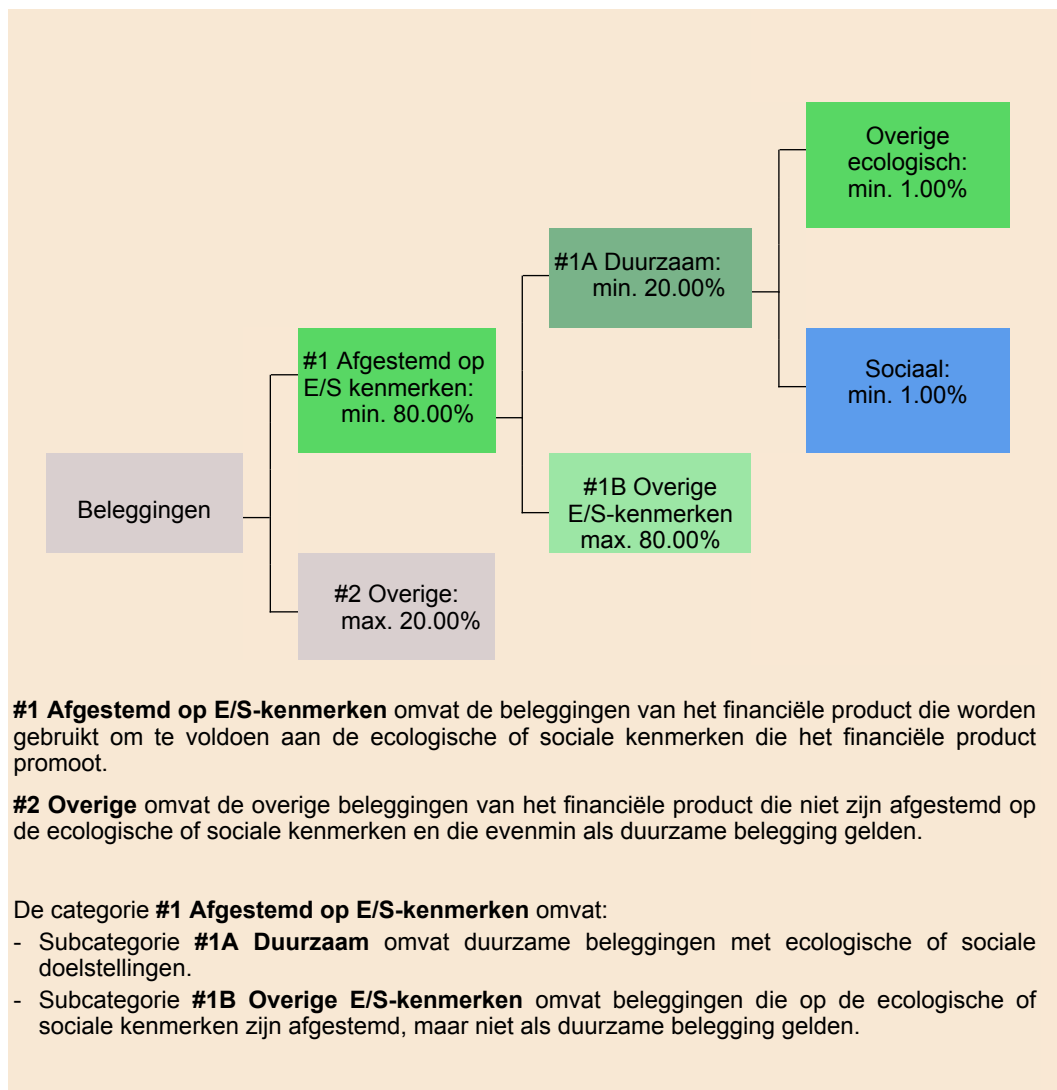 Overige
ecologisch:
min. 1.00%
#1A Duurzaam:
min. 20.00%
#1 Afgestemd op
E/S kenmerken:
min. 80.00%
Sociaal:
min. 1.00%
Beleggingen
#1B Overige
E/S-kenmerken
max. 80.00%
#2 Overige:
max. 20.00%
#1 Afgestemd op E/S-kenmerken omvat de beleggingen van het financiële product die worden
gebruikt om te voldoen aan de ecologische of sociale kenmerken die het financiële product
promoot.
#2 Overige omvat de overige beleggingen van het financiële product die niet zijn afgestemd op
de ecologische of sociale kenmerken en die evenmin als duurzame belegging gelden.
De categorie #1 Afgestemd op E/S-kenmerken omvat:
- Subcategorie #1A Duurzaam omvat duurzame beleggingen met ecologische of sociale
doelstellingen.
- Subcategorie #1B Overige E/S-kenmerken omvat beleggingen die op de ecologische of
sociale kenmerken zijn afgestemd, maar niet als duurzame belegging gelden.